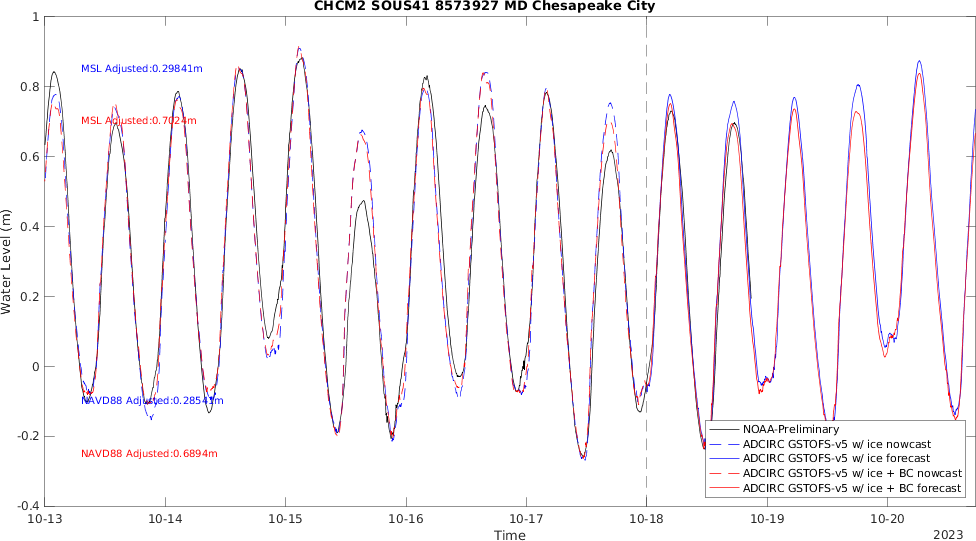 CHCM2 SOUS41 8573927 MD Chesapeake City
Water Level (m)
1
0.8
0.6
0.4
0.2
0
-0.2
-0.4
MSL Adjusted:0.29841m
MSL Adjusted:0.7024m
NAVD88 Adjusted:0.28541m
NAVD88 Adjusted:0.6894m
NOAA-Preliminary
ADCIRC GSTOFS-v5 w/ ice nowcast
ADCIRC GSTOFS-v5 w/ ice forecast
ADCIRC GSTOFS-v5 w/ ice + BC nowcast
ADCIRC GSTOFS-v5 w/ ice + BC forecast
10-13 10-14 10-15 10-16 10-17 10-18 10-19 10-20
Time
2023